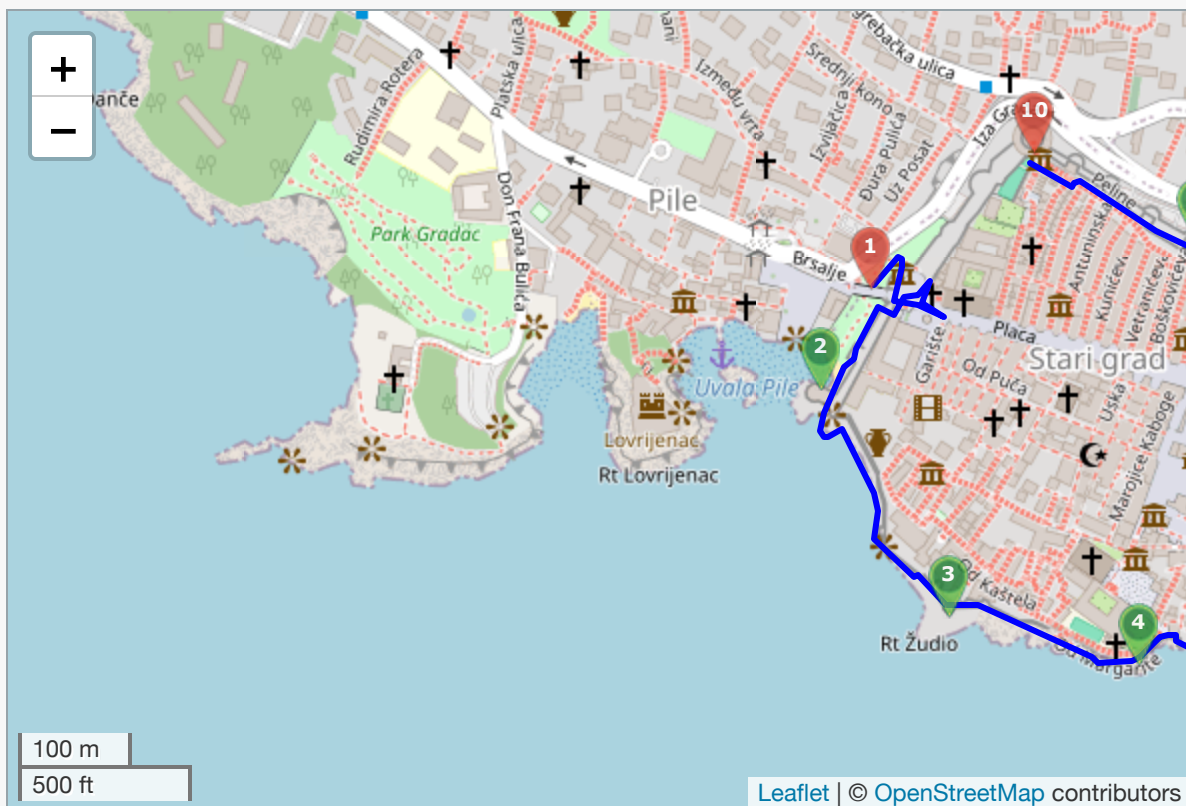 +
−
Danče
Rudimira Rotera
Platska ulica
Između vrta
Srednji kono
Zagrebačka ulica
Izvijačica
Đura Pulića
Uz Posat
Iza Gra
10
Peline
Pile
Don Frana Bulića
Park Gradac
Brsalje
1
Antuninska
Kunićeva
Vetranićeva
Boškovićeva
Placa
Stari grad
Garište
Od Puča
2
Uvala Pile
Uska
Marojice Kaboge
Lovrijenac
Rt Lovrijenac
3
Od Kaštela
4
Rt Žudio
Od Margarite
100 m
500 ft
Leaflet | © OpenStreetMap contributors